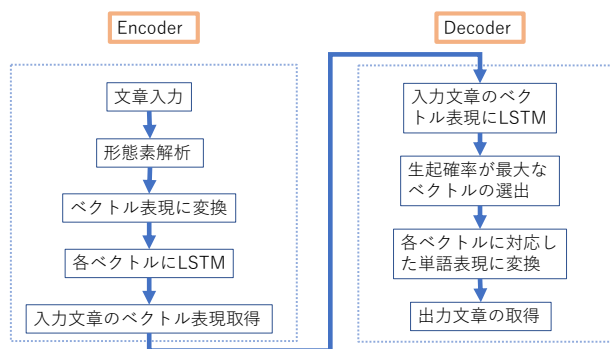 Encoder
文章入力
形態素解析
ベクトル表現に変換
各ベクトルにLSTM
入力文章のベクトル表現取得
Decoder
入力文章のベク
トル表現にLSTM
生起確率が最大な
ベクトルの選出
各ベクトルに対応し
た単語表現に変換
出力文章の取得